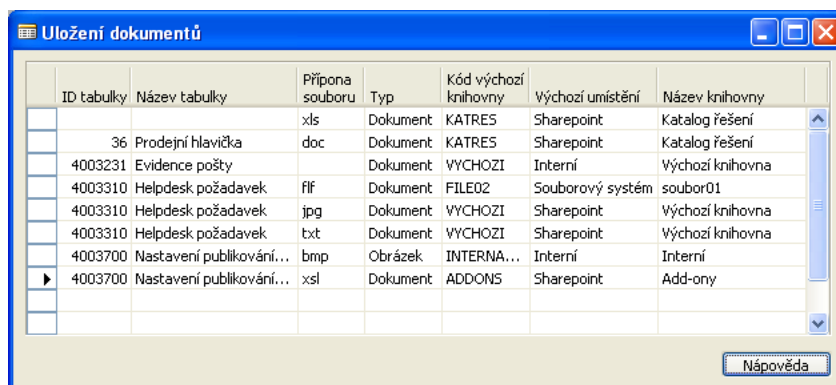 Uložení dokumentů
ID tabulky Název tabulky Přípona souboru Typ Kód výchozí knihovny Výchozí umístění Název knihovny
xls Dokument KATRES Sharepoint Katalog řešení
36 Prodejní hlavička doc Dokument KATRES Sharepoint Katalog řešení
4003231 Evidence pošty Dokument VYCHOZI Interní Výchozí knihovna
4003310 Helpdesk požadavek flf Dokument FILE02 Souborový systém soubor01
4003310 Helpdesk požadavek jpg Dokument VYCHOZI Sharepoint Výchozí knihovna
4003310 Helpdesk požadavek txt Dokument VYCHOZI Sharepoint Výchozí knihovna
4003700 Nastavení publikování... bmp Obrázek INTERNA... Interní Interní
4003700 Nastavení publikování... xsl Dokument ADDONS Sharepoint Add-ony
Nápověda